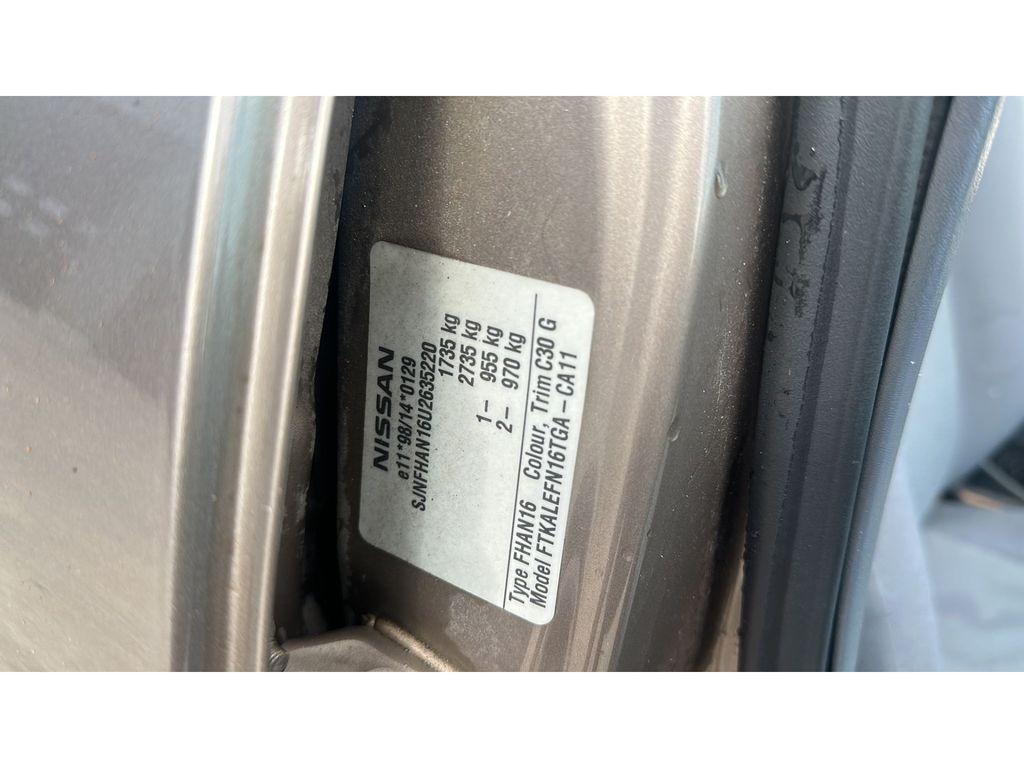 NISSAN
e11*98/14*0129
SJNFHAN16U2635220
1735 kg
2735 kg
1- 955 kg
2- 970 kg
Type FHAN16 Colour, Trim C30 G
Model FTKALEFN16TGA-CA11